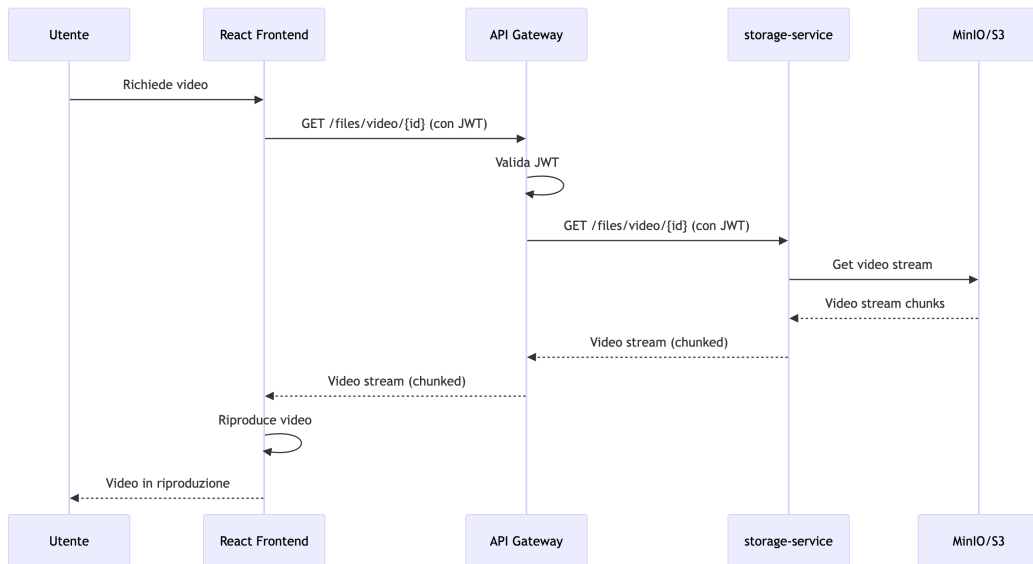 Utente
React Frontend
API Gateway
storage-service
MinIO/S3
Richiede video
GET /files/video/{id} (con JWT)
Valida JWT
GET /files/video/{id} (con JWT)
Get video stream
Video stream chunks
Video stream (chunked)
Video stream (chunked)
Riproduce video
Video in riproduzione
Utente
React Frontend
API Gateway
storage-service
MinIO/S3